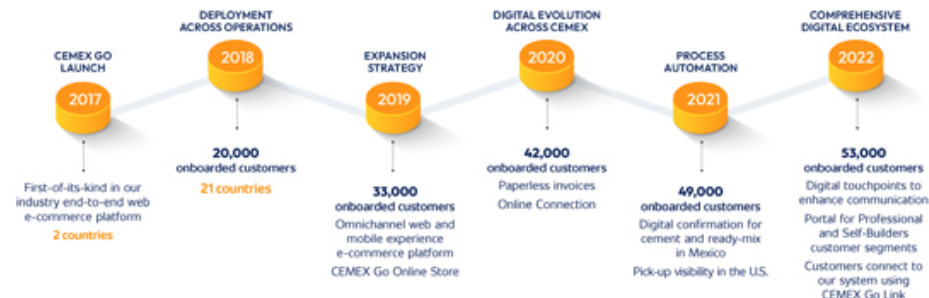 CEMEX GO
LAUNCH
2017
First-of-its-kind in our
industry end-to-end web
e-commerce platform
2 countries
DEPLOYMENT
ACROSS OPERATIONS
2018
20,000
onboarded customers
21 countries
EXPANSION
STRATEGY
2019
33,000
onboarded customers
Omnichannel web and
mobile experience
e-commerce platform
CEMEX Go Online Store
DIGITAL EVOLUTION
ACROSS CEMEX
2020
42,000
onboarded customers
Paperless invoices
Online Connection
PROCESS
AUTOMATION
2021
49,000
onboarded customers
Digital confirmation for
cement and ready-mix
in Mexico
Pick-up visibility in the U.S.
COMPREHENSIVE
DIGITAL ECOSYSTEM
2022
53,000
onboarded customers
Digital touchpoints to
enhance communication
Portal for Professional
and Self-Builders
customer segments
Customers connect to
our system using
CEMEX Go Link